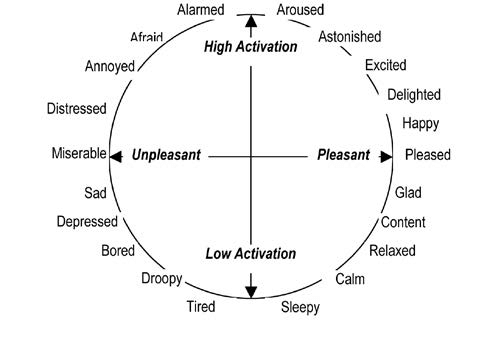 Alarmed
Aroused
Afraid
Astonished
High Activation
Annoyed
Excited
Delighted
Distressed
Happy
Miserable
Unpleasant
Pleasant
Pleased
Sad
Glad
Depressed
Content
Bored
Low Activation
Relaxed
Droopy
Calm
Tired
Sleepy